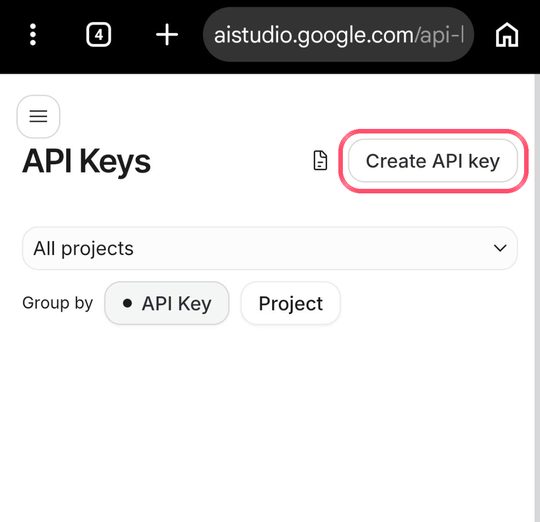 4
aistudio.google.com/api-
API Keys
Create API key
All projects
Group by
API Key
Project